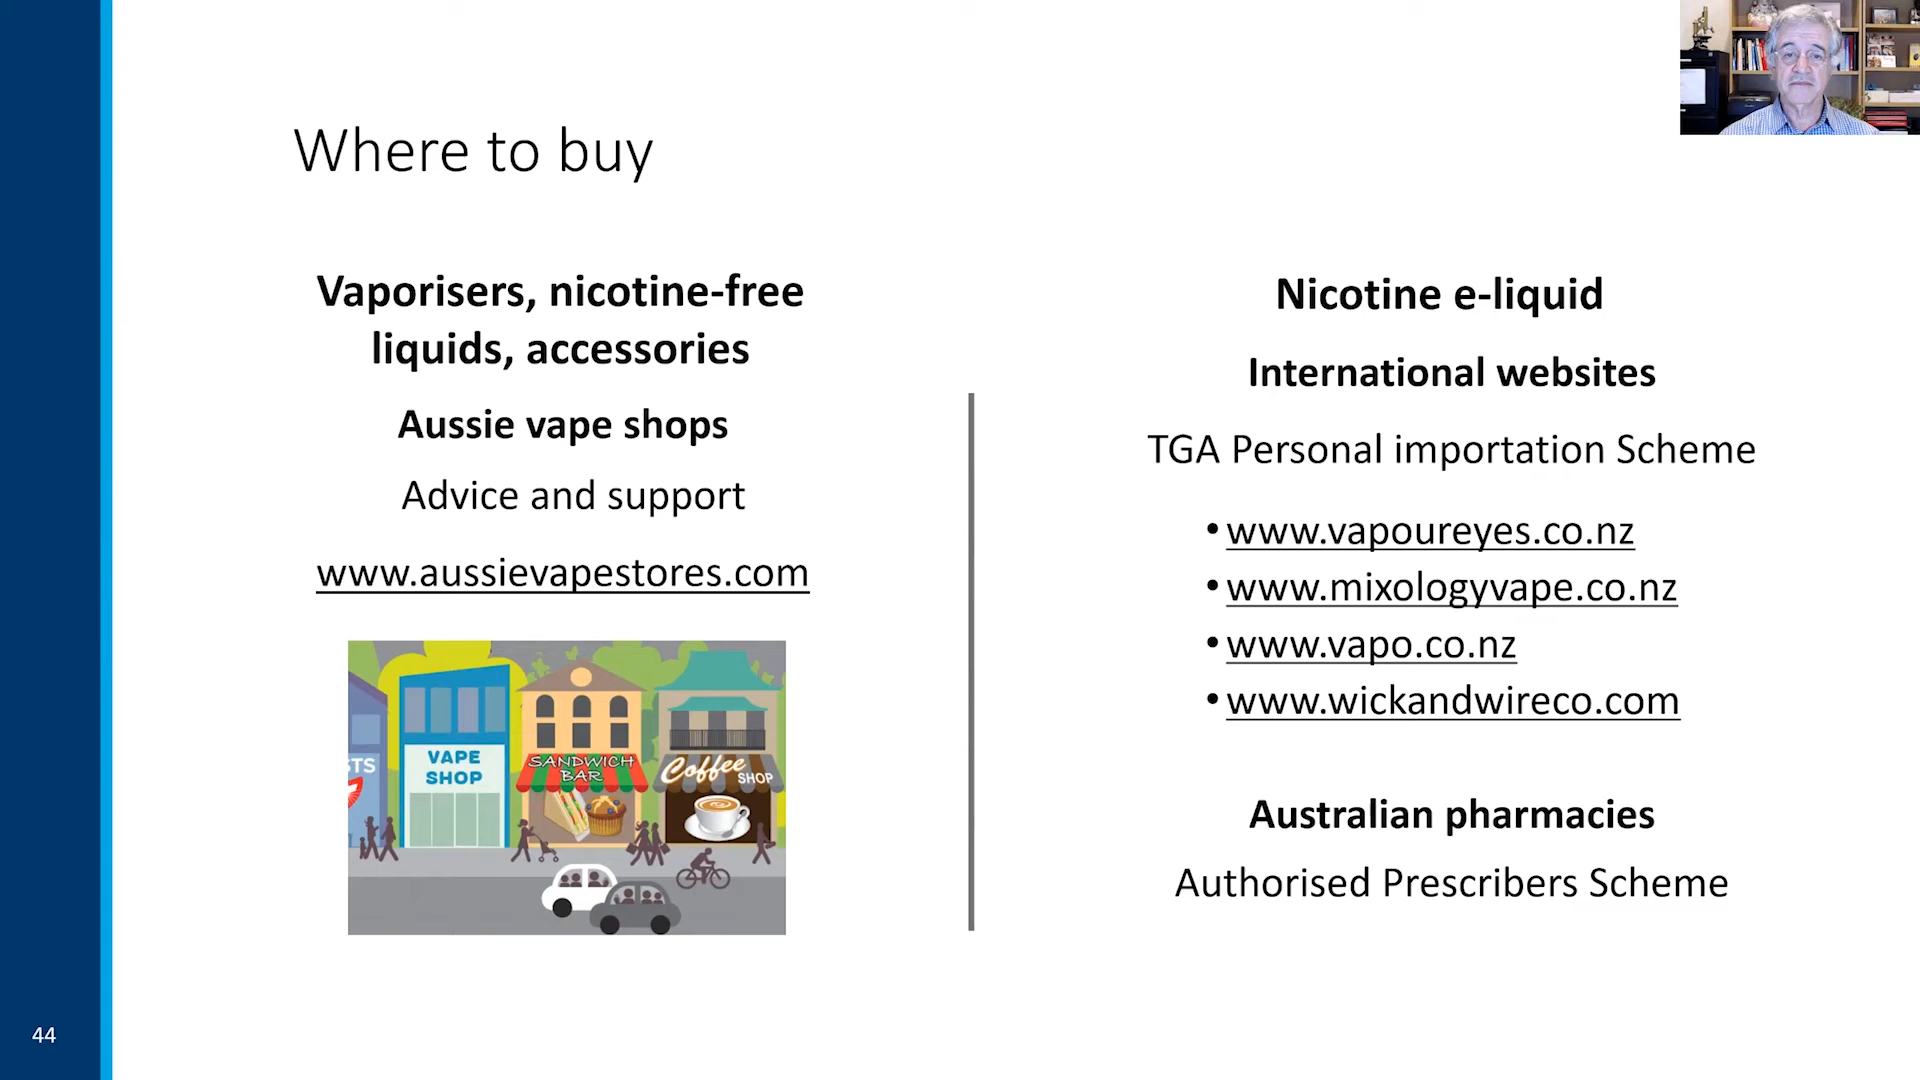 Where to buy
Vaporisers, nicotine-free
liquids, accessories
Aussie vape shops
Advice and support
www.aussievapestores.com
STS
VAPE
SHOP
SANDWICH
BAR
Coffee
SHOP
Nicotine e-liquid
International websites
TGA Personal importation Scheme
•www.vapoureyes.co.nz
•www.mixologyvape.co.nz
•www.vapo.co.nz
•www.wickandwireco.com
Australian pharmacies
Authorised Prescribers Scheme
44